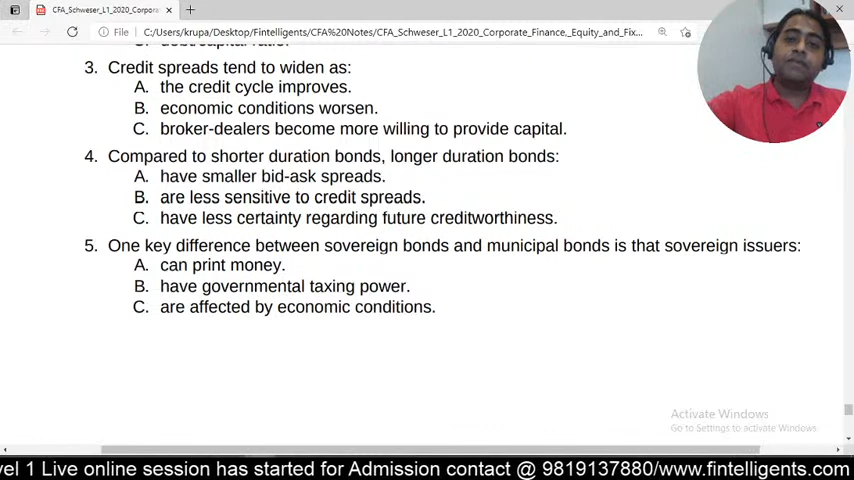 CFA_Schweser_L1_2020_Corpora
File
C:/Users/krupa/Desktop/Fintelligents/CFA%20Notes/CFA_Schweser_L1_2020_Corporate_Finance,_Equity_and_Fix...
C. debt/capital ratio.
3. Credit spreads tend to widen as:
A. the credit cycle improves.
B. economic conditions worsen.
C. broker-dealers become more willing to provide capital.
4. Compared to shorter duration bonds, longer duration bonds:
A. have smaller bid-ask spreads.
B. are less sensitive to credit spreads.
C. have less certainty regarding future creditworthiness.
5. One key difference between sovereign bonds and municipal bonds is that sovereign issuers:
A. can print money.
B. have governmental taxing power.
C. are affected by economic conditions.
Activate Windows
Go to Settings to activate Windows.
vel 1 Live online session has started for Admission contact @ 9819137880/www.fintelligents.com